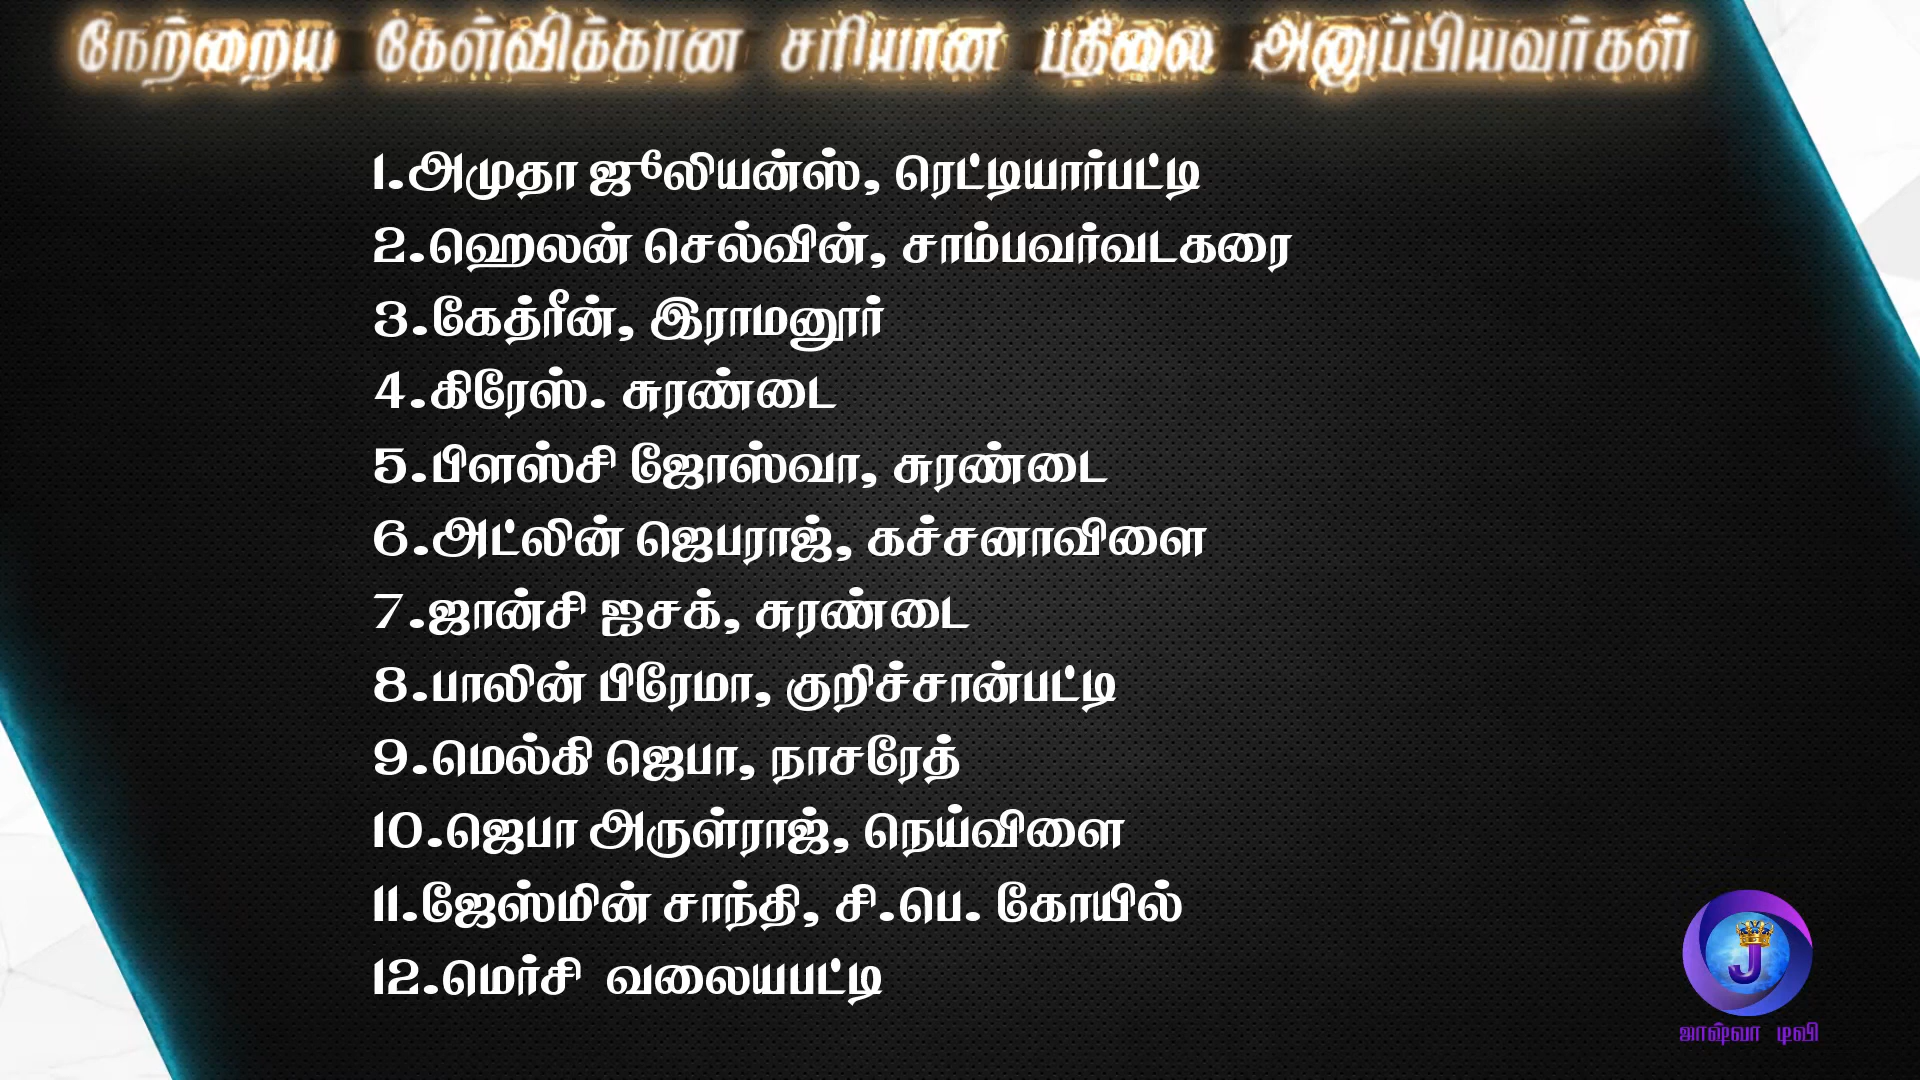 நேற்றைய கேள்விக்கான சரியான பதிலை அனுப்பியவர்கள்
1.அமுதா ஜூலியன்ஸ், ரெட்டியார்பட்டி
2.ஹெலன் செல்வின், சாம்பவர்வடகரை
3.கேத்ரீன், இராமனூர்
4.கிரேஸ். சுரண்டை
5.பிளஸ்சி ஜோஸ்வா, சுரண்டை
6.அட்லின் ஜெபராஜ், கச்சனாவிளை
7.ஜான்சி ஐசக், சுரண்டை
8.பாலின் பிரேமா, குறிச்சான்பட்டி
9.மெல்கி ஜெபா, நாசரேத்
10.ஜெபா அருள்ராஜ், நெய்விளை
11.ஜேஸ்மின் சாந்தி, சி.பெ. கோயில்
12.மெர்சி வலையபட்டி
J
ஜாஷ்வா டிவி